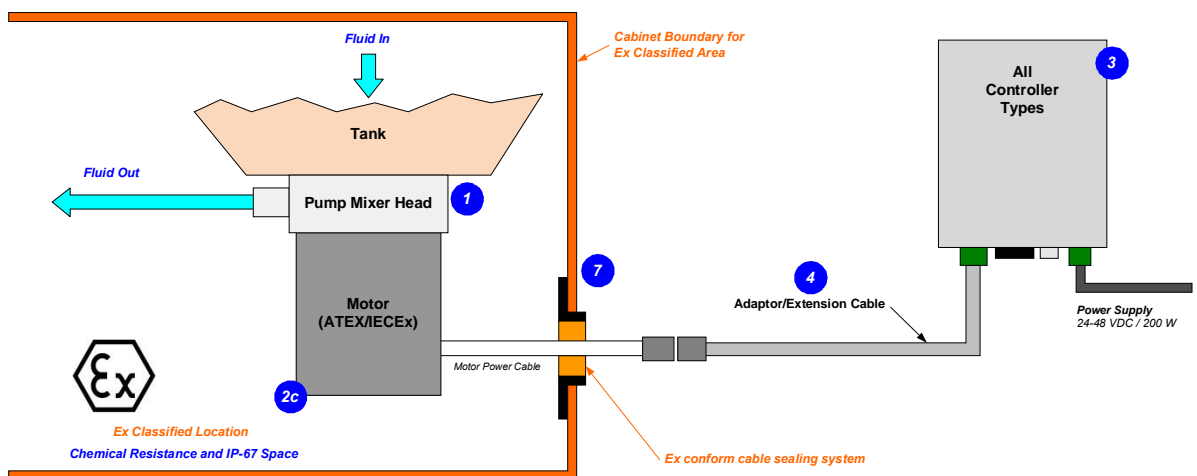 Fluid In
Cabinet Boundary for
Ex Classified Area
3
All
Controller
Types
Tank
Fluid Out
1
Pump Mixer Head
7
4
Adaptor/Extension Cable
Motor
(ATEX/IECEx)
Power Supply
24-48 VDC / 200 W
Motor Power Cable
Ex
2c
Ex Classified Location
Chemical Resistance and IP-67 Space
Ex conform cable sealing system